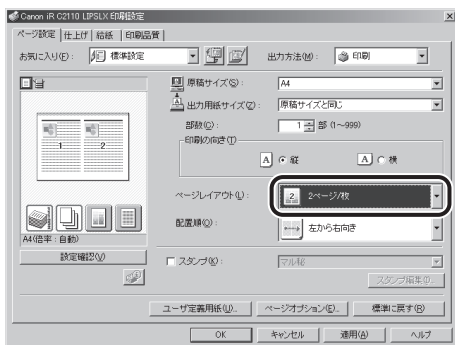 Canon iR C2110 LIPSLX 印刷設定
ページ設定 仕上げ 給紙 印刷品質
お気に入り(F): 標準設定 出力方法(M): 印刷
原稿サイズ(S): A4
出力用紙サイズ(Z): 原稿サイズと同じ
部数(C): 1 部 (1~999)
印刷の向き(T)
A 縦 A 横
1 2
ページレイアウト(L): 2 2ページ/枚
配置順(Q): 左から右向き
A4(倍率:自動)
設定確認(V)
スタンプ(K): マル秘
スタンプ編集(D)...
ユーザ定義用紙(U)... ページオプション(E)... 標準に戻す(R)
OK キャンセル 適用(A) ヘルプ